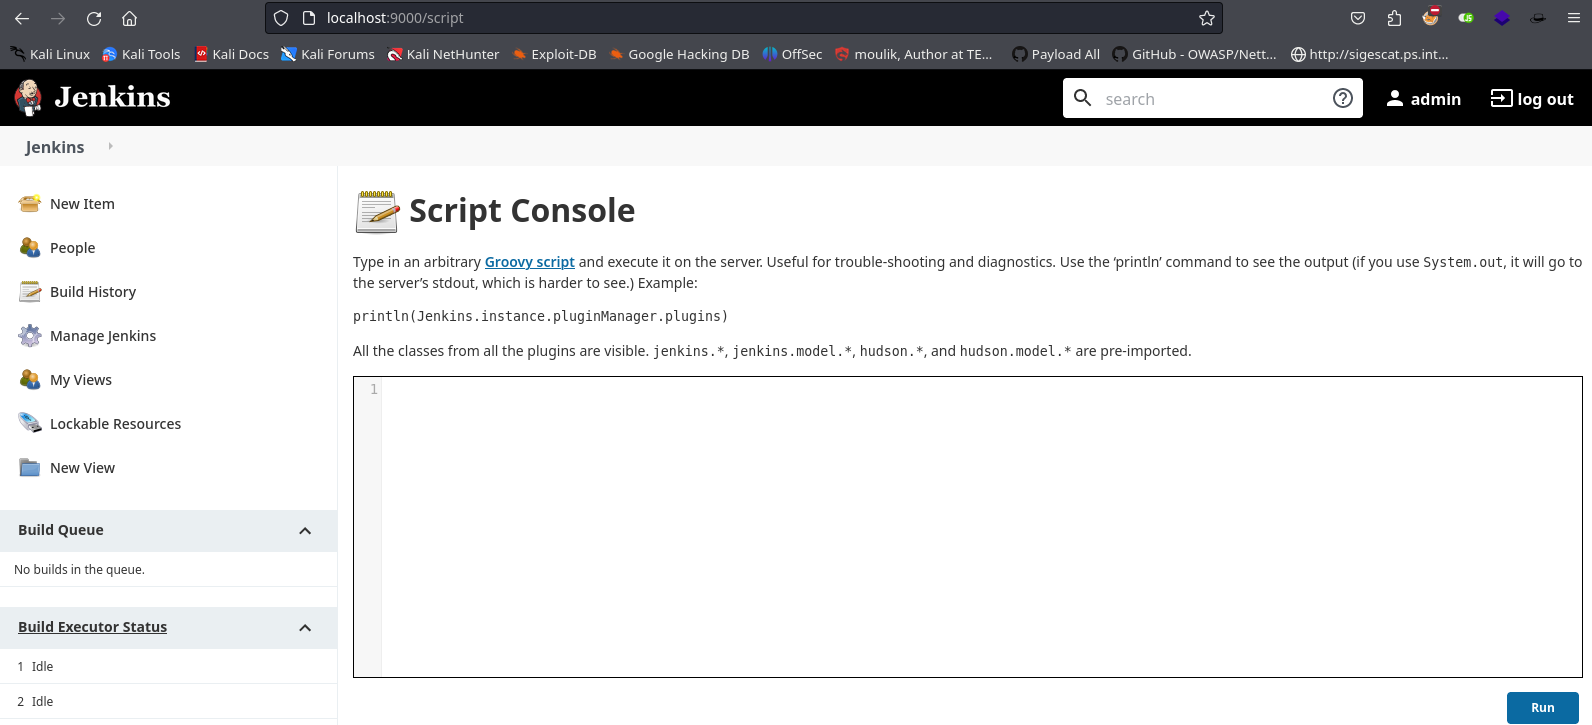 localhost:9000/script
Kali Linux Kali Tools Kali Docs Kali Forums Kali NetHunter Exploit-DB Google Hacking DB OffSec moulik, Author at TE... Payload All GitHub - OWASP/Nett... http://sigescat.ps.int...
Jenkins search admin log out
Jenkins
New Item
People
Build History
Manage Jenkins
My Views
Lockable Resources
New View
Build Queue
No builds in the queue.
Build Executor Status
1 Idle
2 Idle
Script Console
Type in an arbitrary Groovy script and execute it on the server. Useful for trouble-shooting and diagnostics. Use the ‘println’ command to see the output (if you use System.out, it will go to
the server’s stdout, which is harder to see.) Example:
println(Jenkins.instance.pluginManager.plugins)
All the classes from all the plugins are visible. jenkins.*, jenkins.model.*, hudson.*, and hudson.model.* are pre-imported.
1
Run